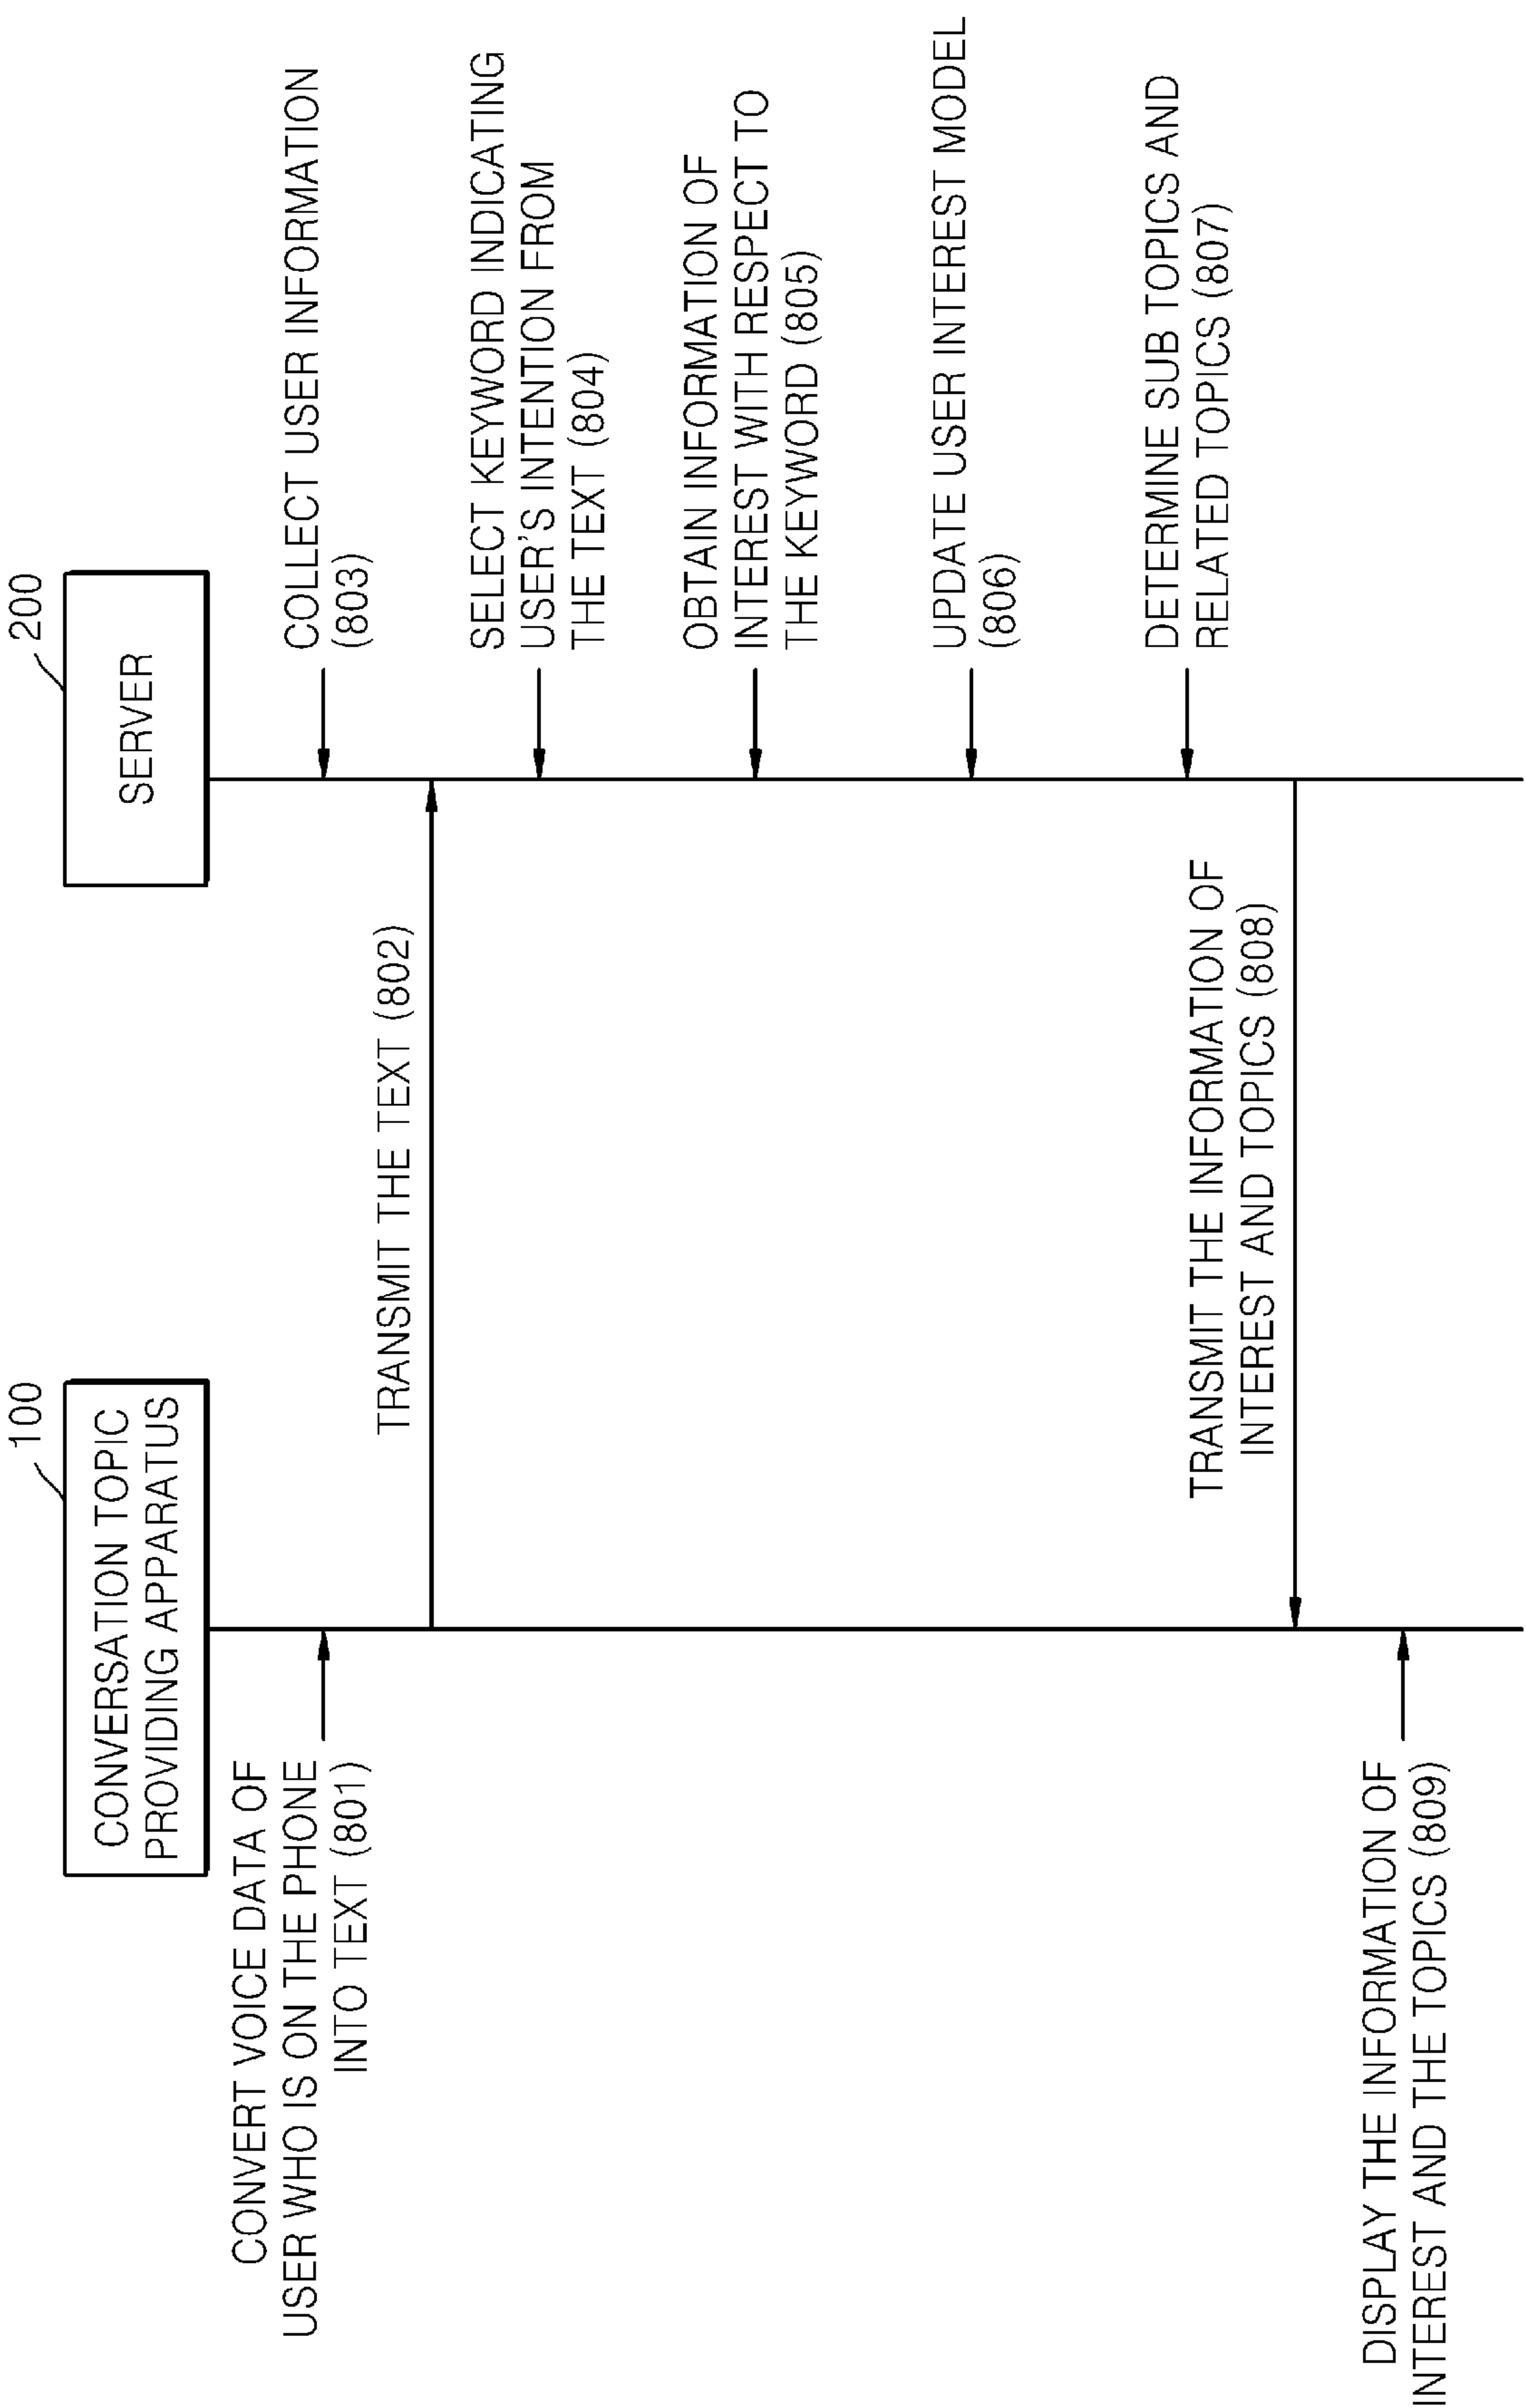 100
CONVERSATION TOPIC
PROVIDING APPARATUS
200
SERVER
CONVERT VOICE DATA OF
USER WHO IS ON THE PHONE
INTO TEXT (801)
COLLECT USER INFORMATION
(803)
TRANSMIT THE TEXT (802)
SELECT KEYWORD INDICATING
USER'S INTENTION FROM
THE TEXT (804)
OBTAIN INFORMATION OF
INTEREST WITH RESPECT TO
THE KEYWORD (805)
UPDATE USER INTEREST MODEL
(806)
DETERMINE SUB TOPICS AND
RELATED TOPICS (807)
TRANSMIT THE INFORMATION OF
INTEREST AND TOPICS (808)
DISPLAY THE INFORMATION OF
INTEREST AND THE TOPICS (809)